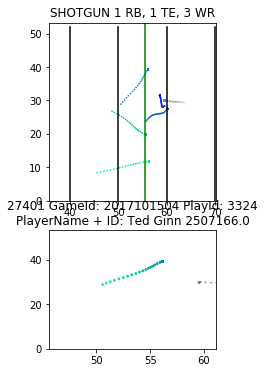 SHOTGUN 1 RB, 1 TE, 3 WR
50
40
30
20
10
0
40 50 60 70
27401 GameId: 2017101504 PlayId: 3324
PlayerName + ID: Ted Ginn 2507166.0
40
20
0
50 55 60